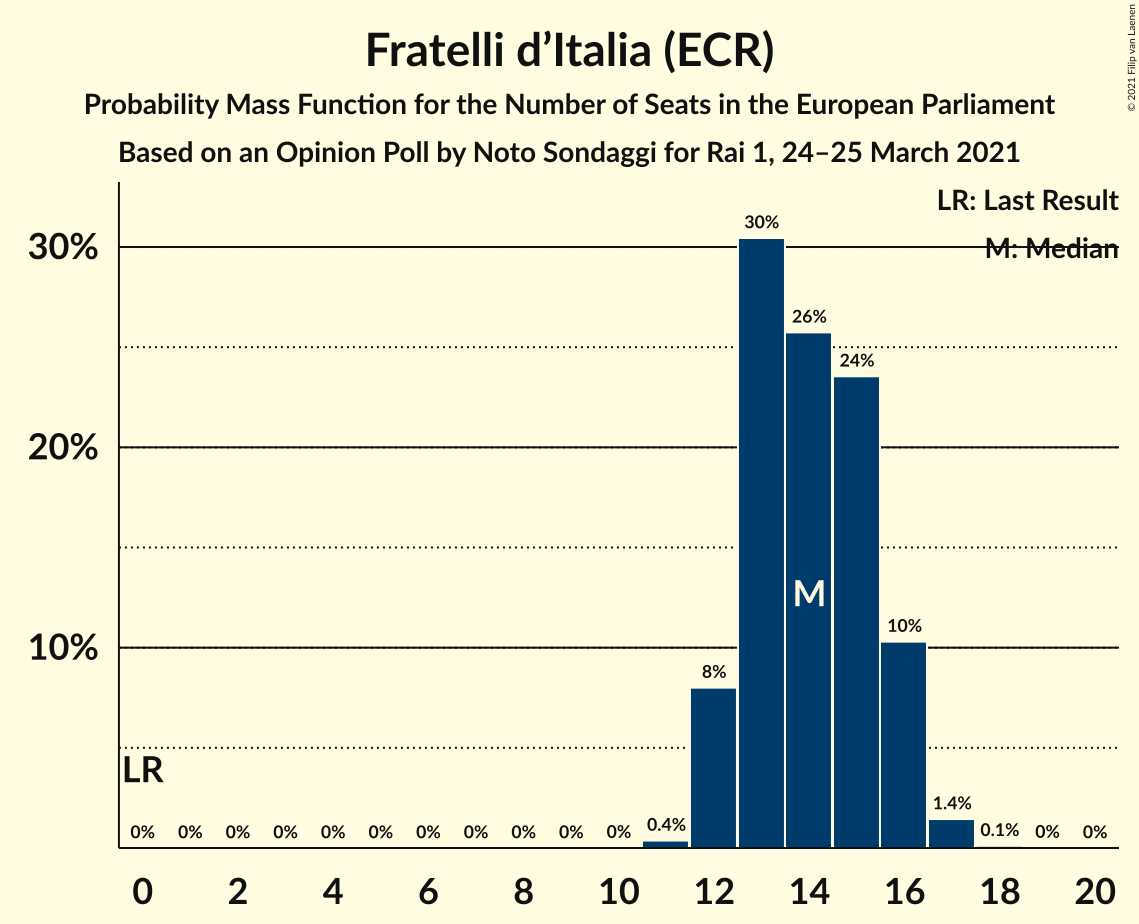 Fratelli d’Italia (ECR)
Probability Mass Function for the Number of Seats in the European Parliament
Based on an Opinion Poll by Noto Sondaggi for Rai 1, 24–25 March 2021
© 2021 Filip van Laenen
LR: Last Result
M: Median
30%
20%
10%
30%
26%
24%
M
10%
8%
LR
0% 0% 0% 0% 0% 0% 0% 0% 0% 0% 0% 0.4% 1.4% 0.1% 0% 0%
0 2 4 6 8 10 12 14 16 18 20